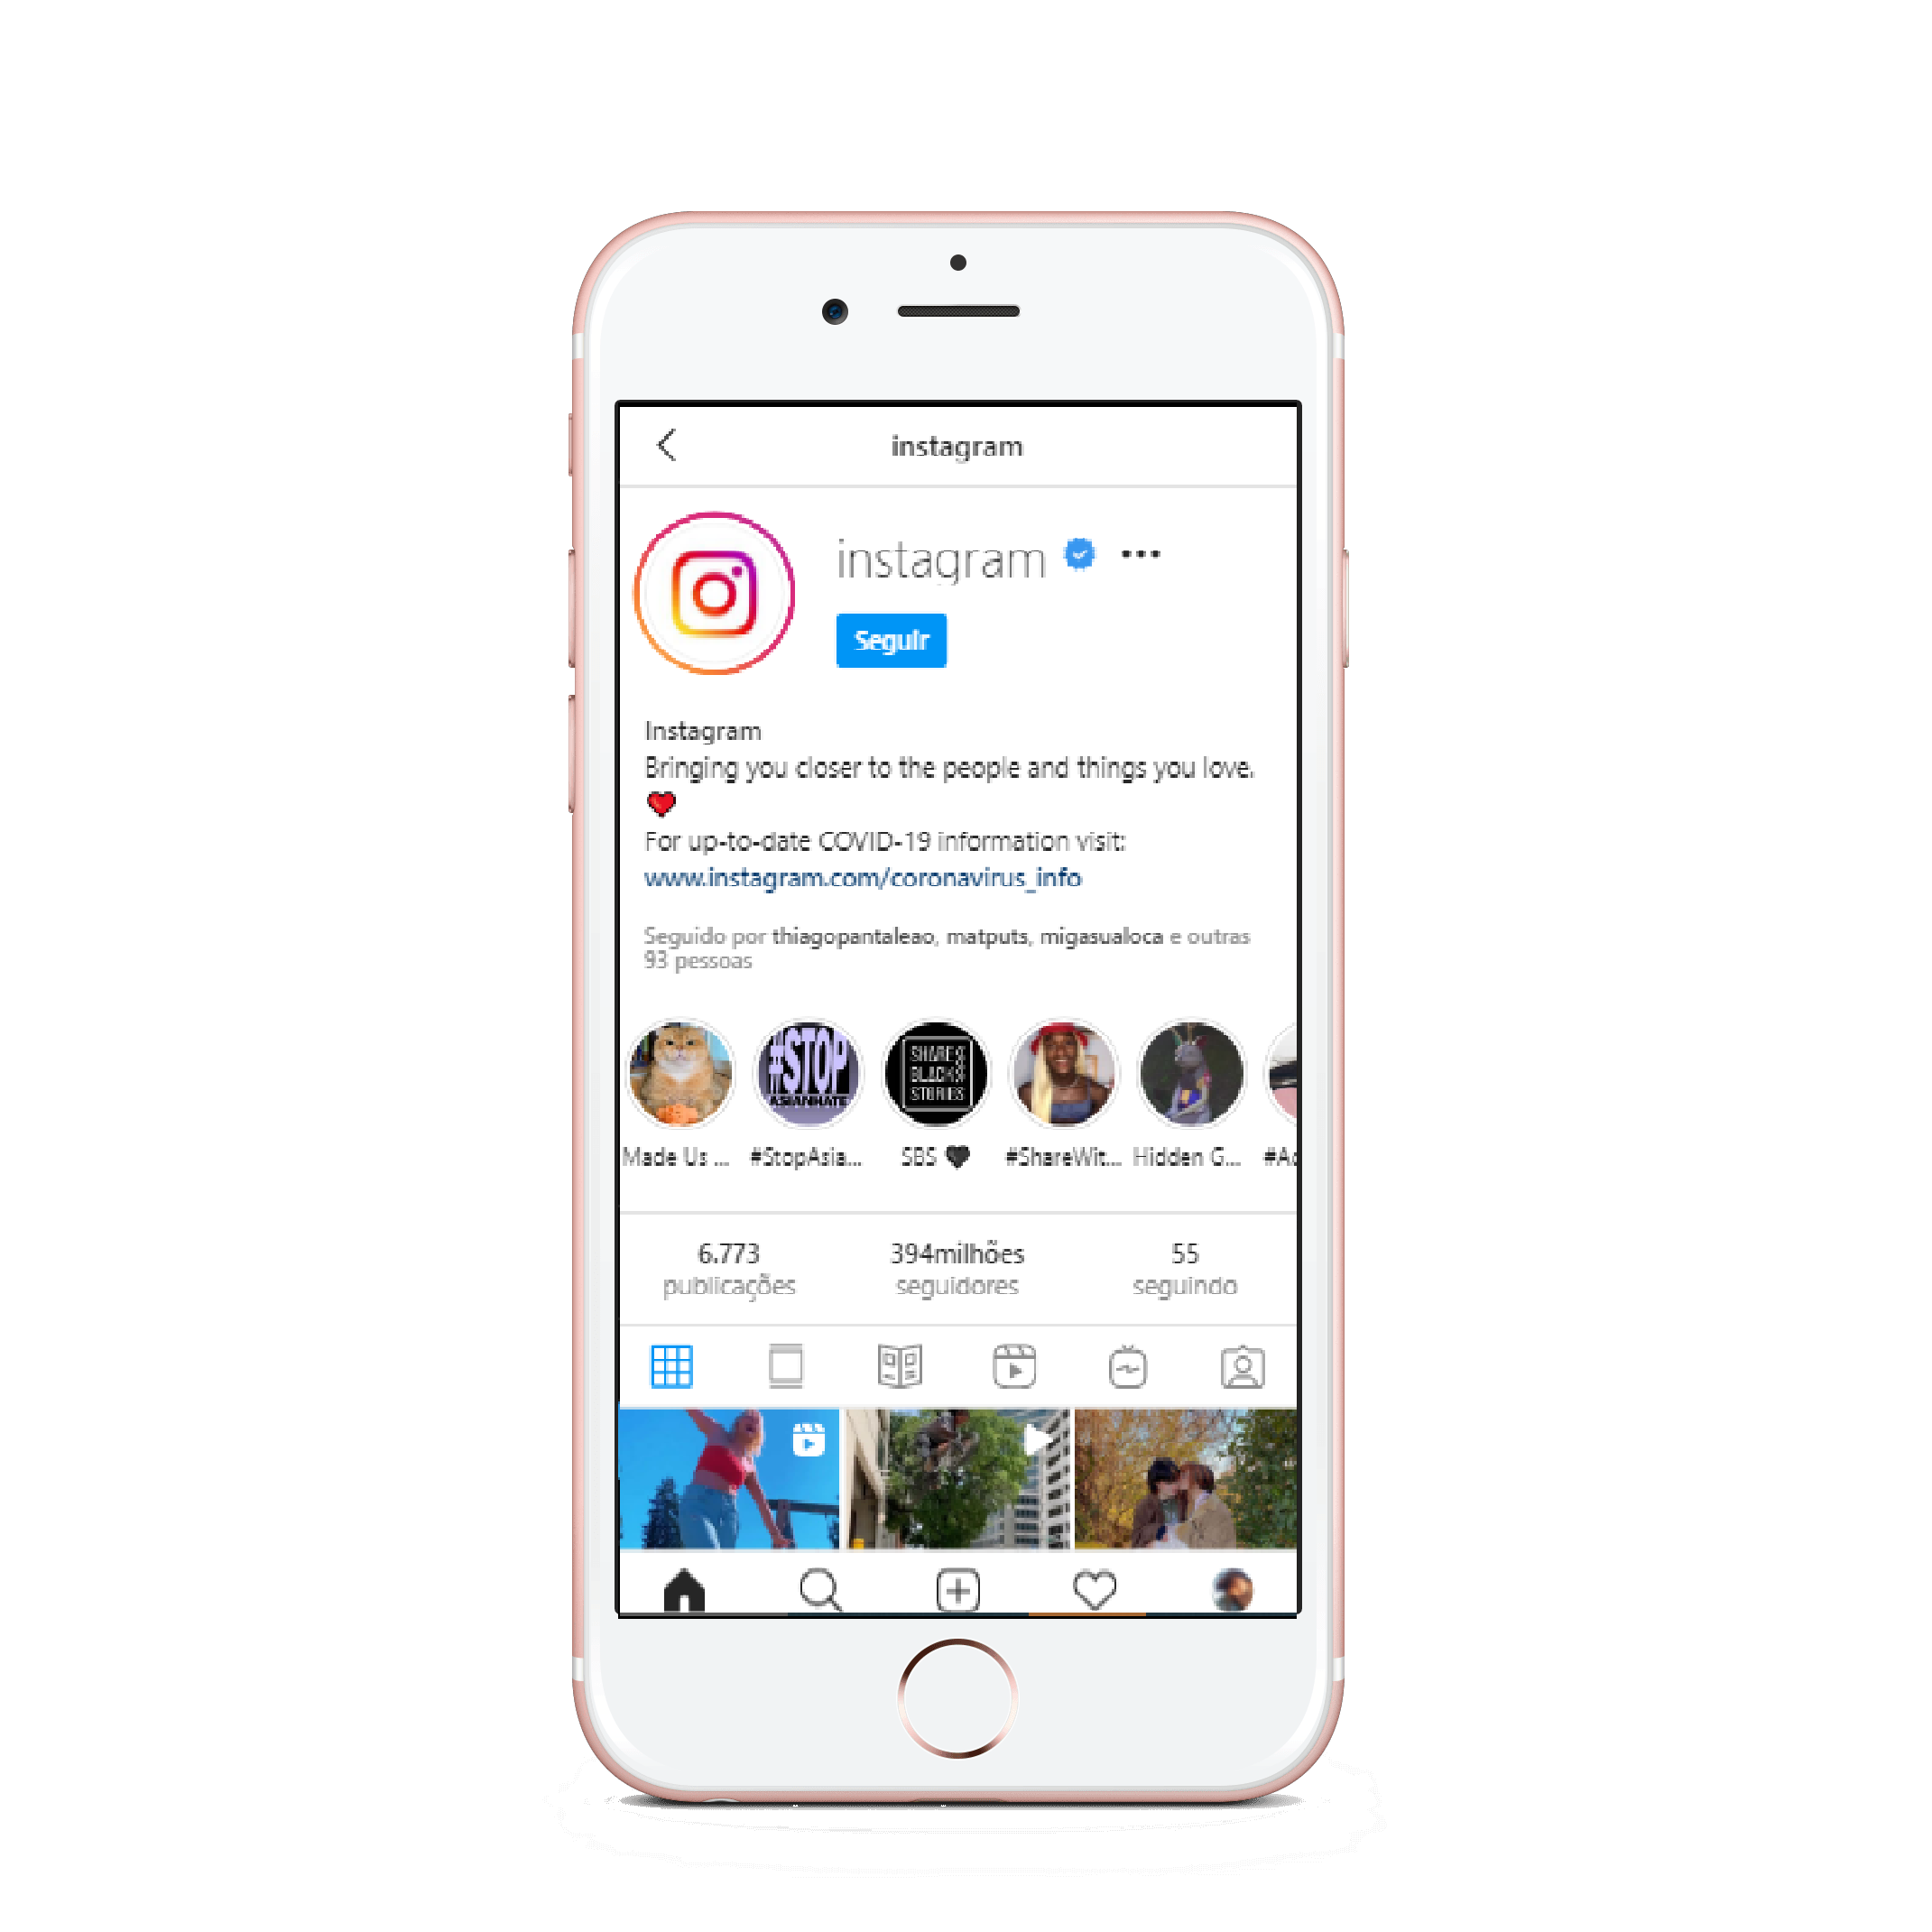 instagram
instagram
Seguir
Instagram
Bringing you closer to the people and things you love.
❤️
For up-to-date COVID-19 information visit:
www.instagram.com/coronavirus_info
Seguido por thiagopantaleao, matputs, migasualoca e outras
93 pessoas
#STOP
ASIANHATE
SHARE
BLACK
STORIES
Made Us ...
#StopAsia...
SBS 🖤
#ShareWit...
Hidden G...
6.773
publicações
394milhões
seguidores
55
seguindo